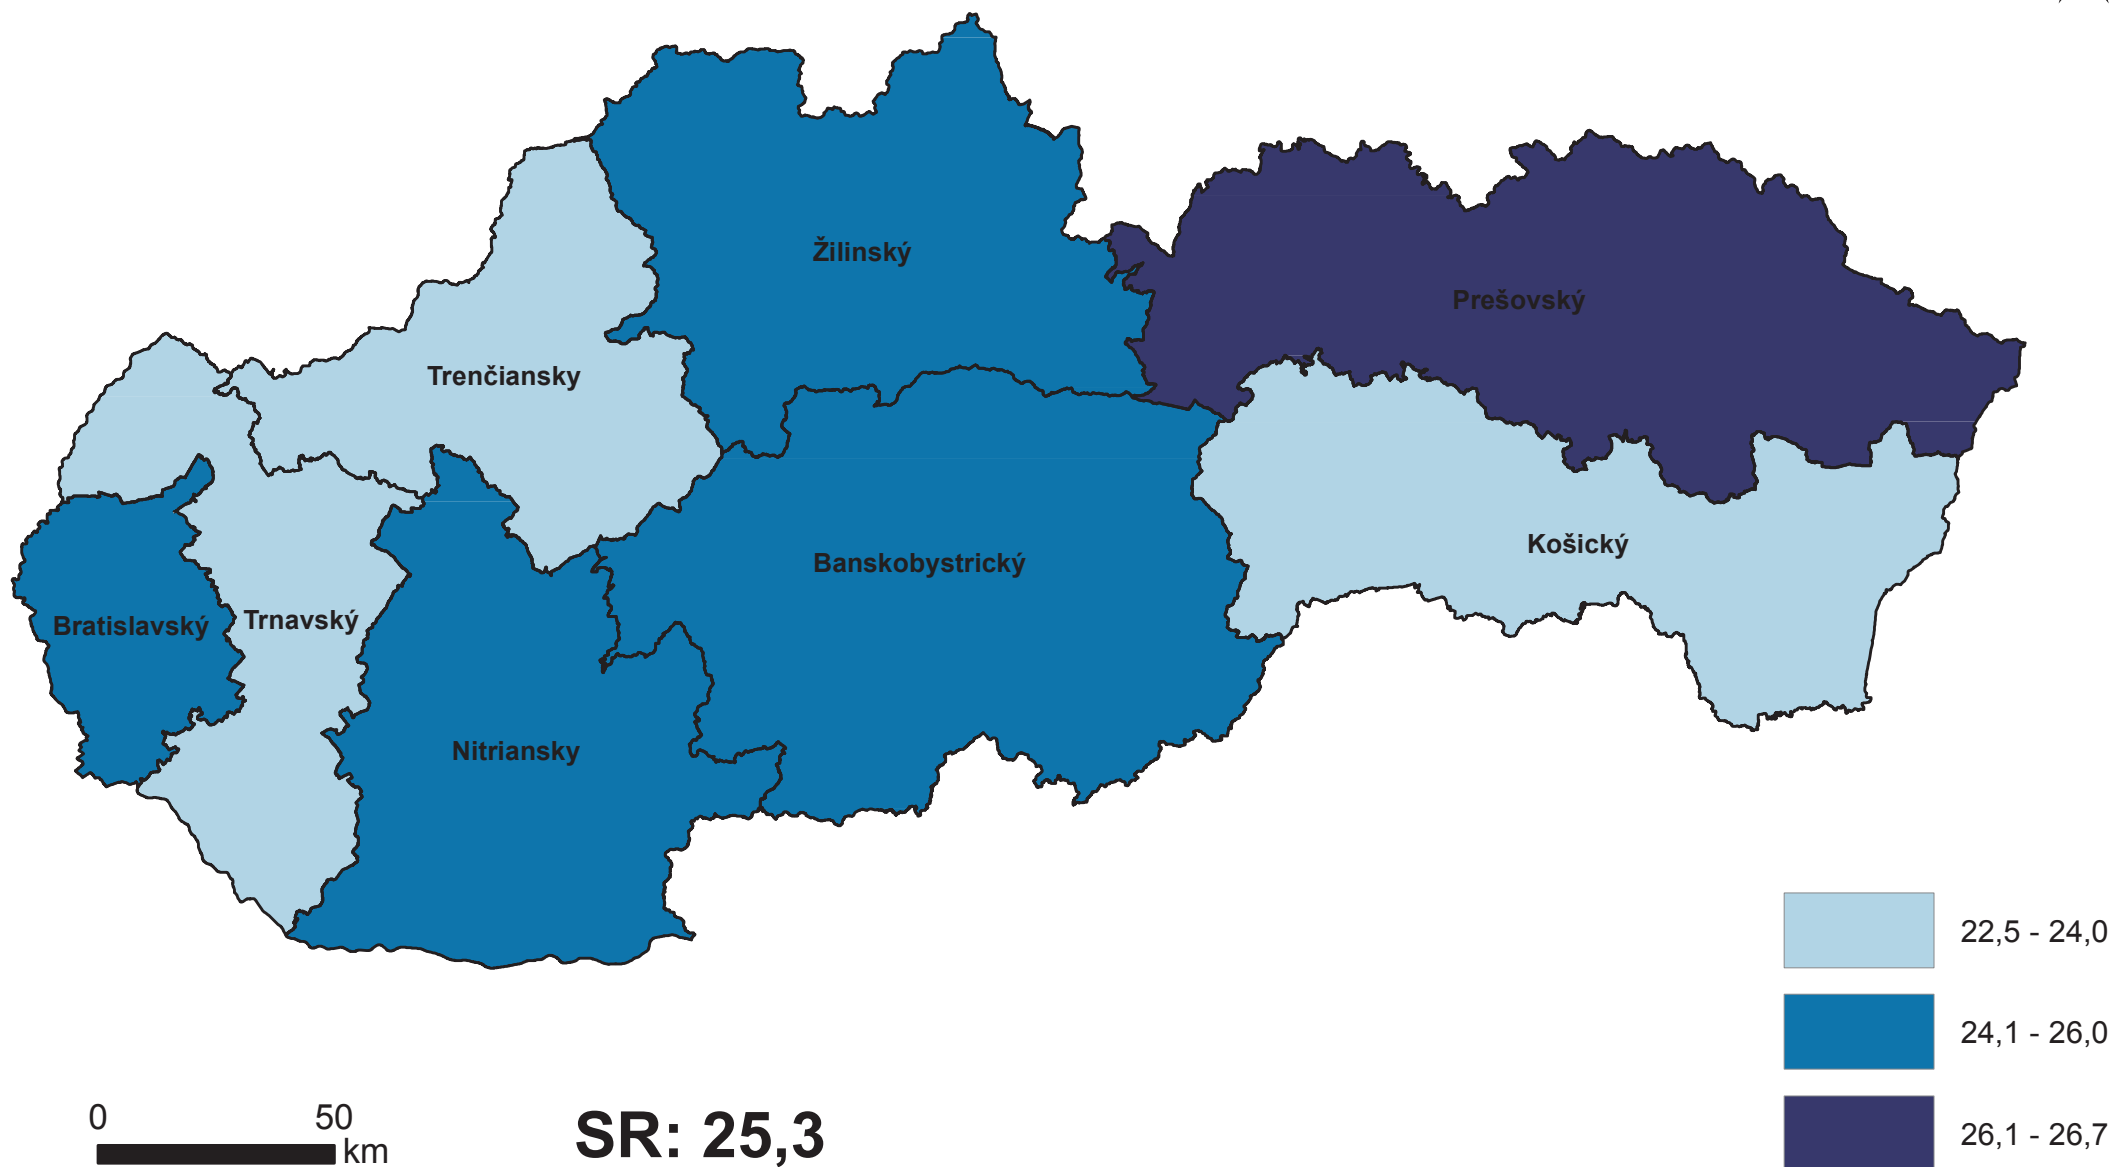 Žilinský
Prešovský
Trenčiansky
Košický
Banskobystrický
Trnavský
Bratislavský
Nitriansky
22,5 - 24,0
24,1 - 26,0
26,1 - 26,7
0 50
km
SR: 25,3